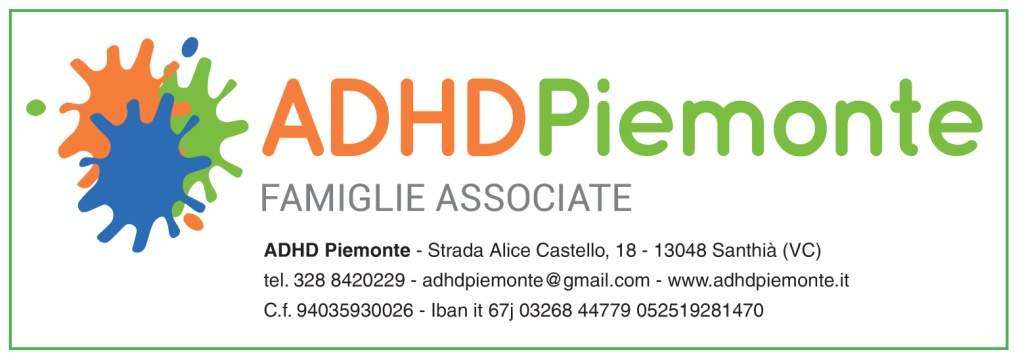 ADHDPiemonte
FAMIGLIE ASSOCIATE
ADHD Piemonte - Strada Alice Castello, 18 - 13048 Santhià (VC)
tel. 328 8420229 - adhdpiemonte@gmail.com - www.adhdpiemonte.it
C.f. 94035930026 - Iban it 67j 03268 44779 052519281470